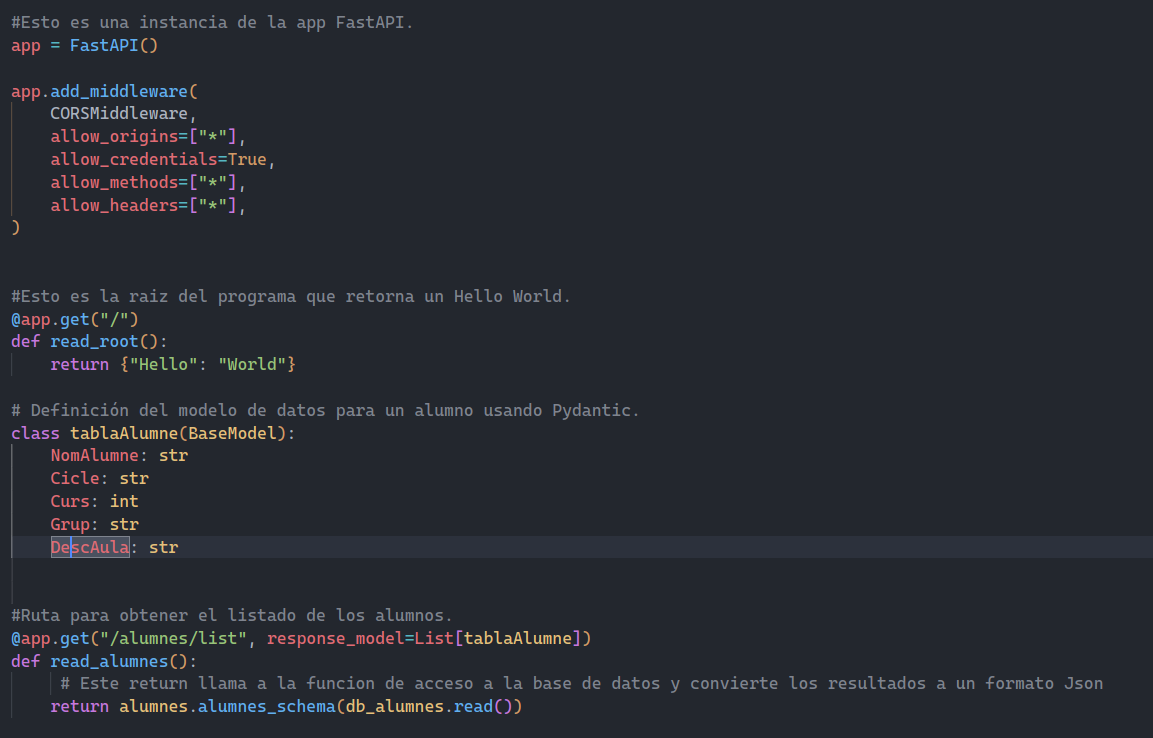 #Esto es una instancia de la app FastAPI.
app = FastAPI()
app.add_middleware(
    CORSMiddleware,
    allow_origins=["*"],
    allow_credentials=True,
    allow_methods=["*"],
    allow_headers=["*"],
)
#Esto es la raiz del programa que retorna un Hello World.
@app.get("/")
def read_root():
    return {"Hello": "World"}
# Definición del modelo de datos para un alumno usando Pydantic.
class tablaAlumne(BaseModel):
    NomAlumne: str
    Cicle: str
    Curs: int
    Grup: str
    DescAula: str
#Ruta para obtener el listado de los alumnos.
@app.get("/alumnes/list", response_model=List[tablaAlumne])
def read_alumnes():
     # Este return llama a la funcion de acceso a la base de datos y convierte los resultados a un formato Json
    return alumnes.alumnes_schema(db_alumnes.read())